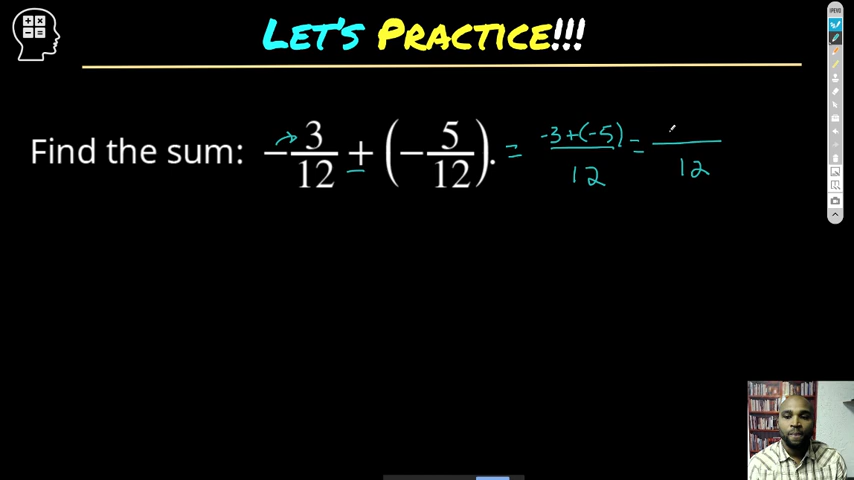 Let's Practice!!!
Find the sum: -3/12 + (-5/12). = -3+(-5)/12 = /12